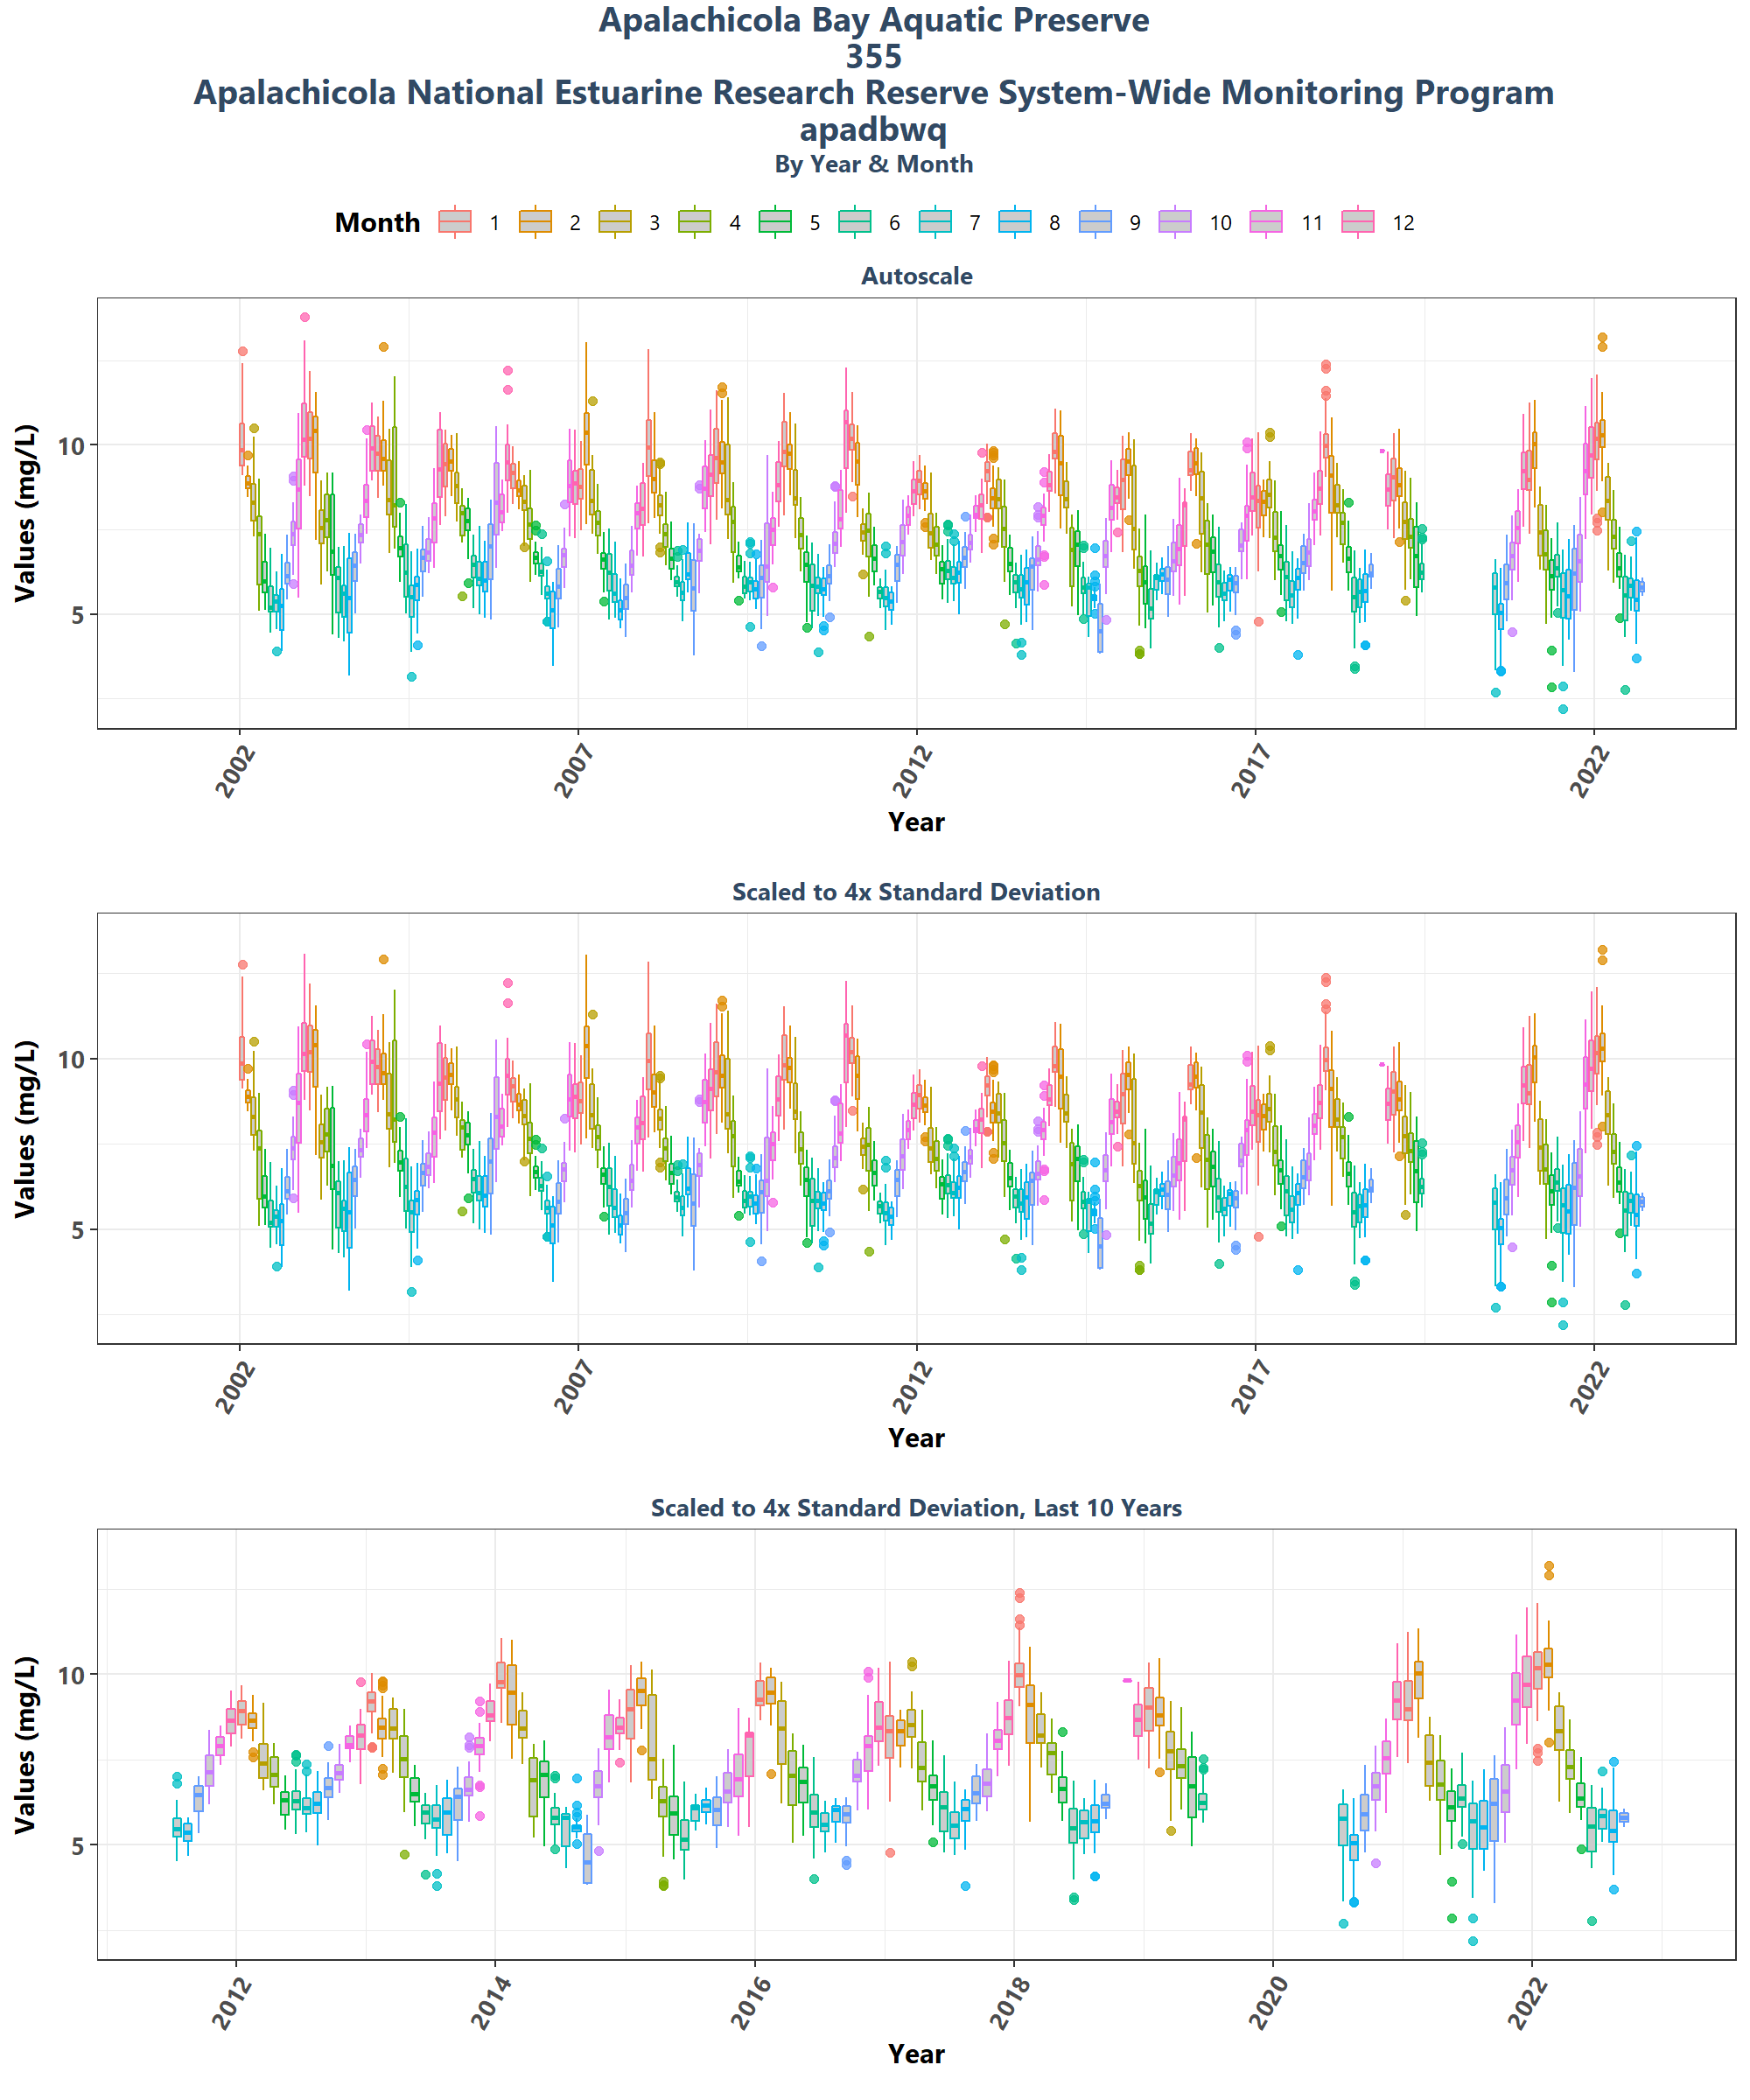 Apalachicola Bay Aquatic Preserve
355
Apalachicola National Estuarine Research Reserve System-Wide Monitoring Program
apadbwq
By Year & Month
Month 1 2 3 4 5 6 7 8 9 10 11 12
Autoscale
Values (mg/L)
10
5
2002 2007 2012 2017 2022
Year
Scaled to 4x Standard Deviation
Values (mg/L)
10
5
2002 2007 2012 2017 2022
Year
Scaled to 4x Standard Deviation, Last 10 Years
Values (mg/L)
10
5
2012 2014 2016 2018 2020 2022
Year